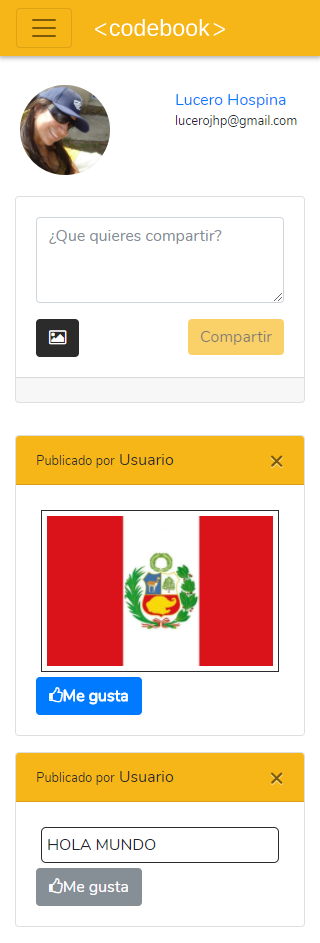 <codebook>
Lucero Hospina
lucerojhp@gmail.com
¿Que quieres compartir?
Compartir
Publicado por Usuario
×
Me gusta
Publicado por Usuario
×
HOLA MUNDO
Me gusta